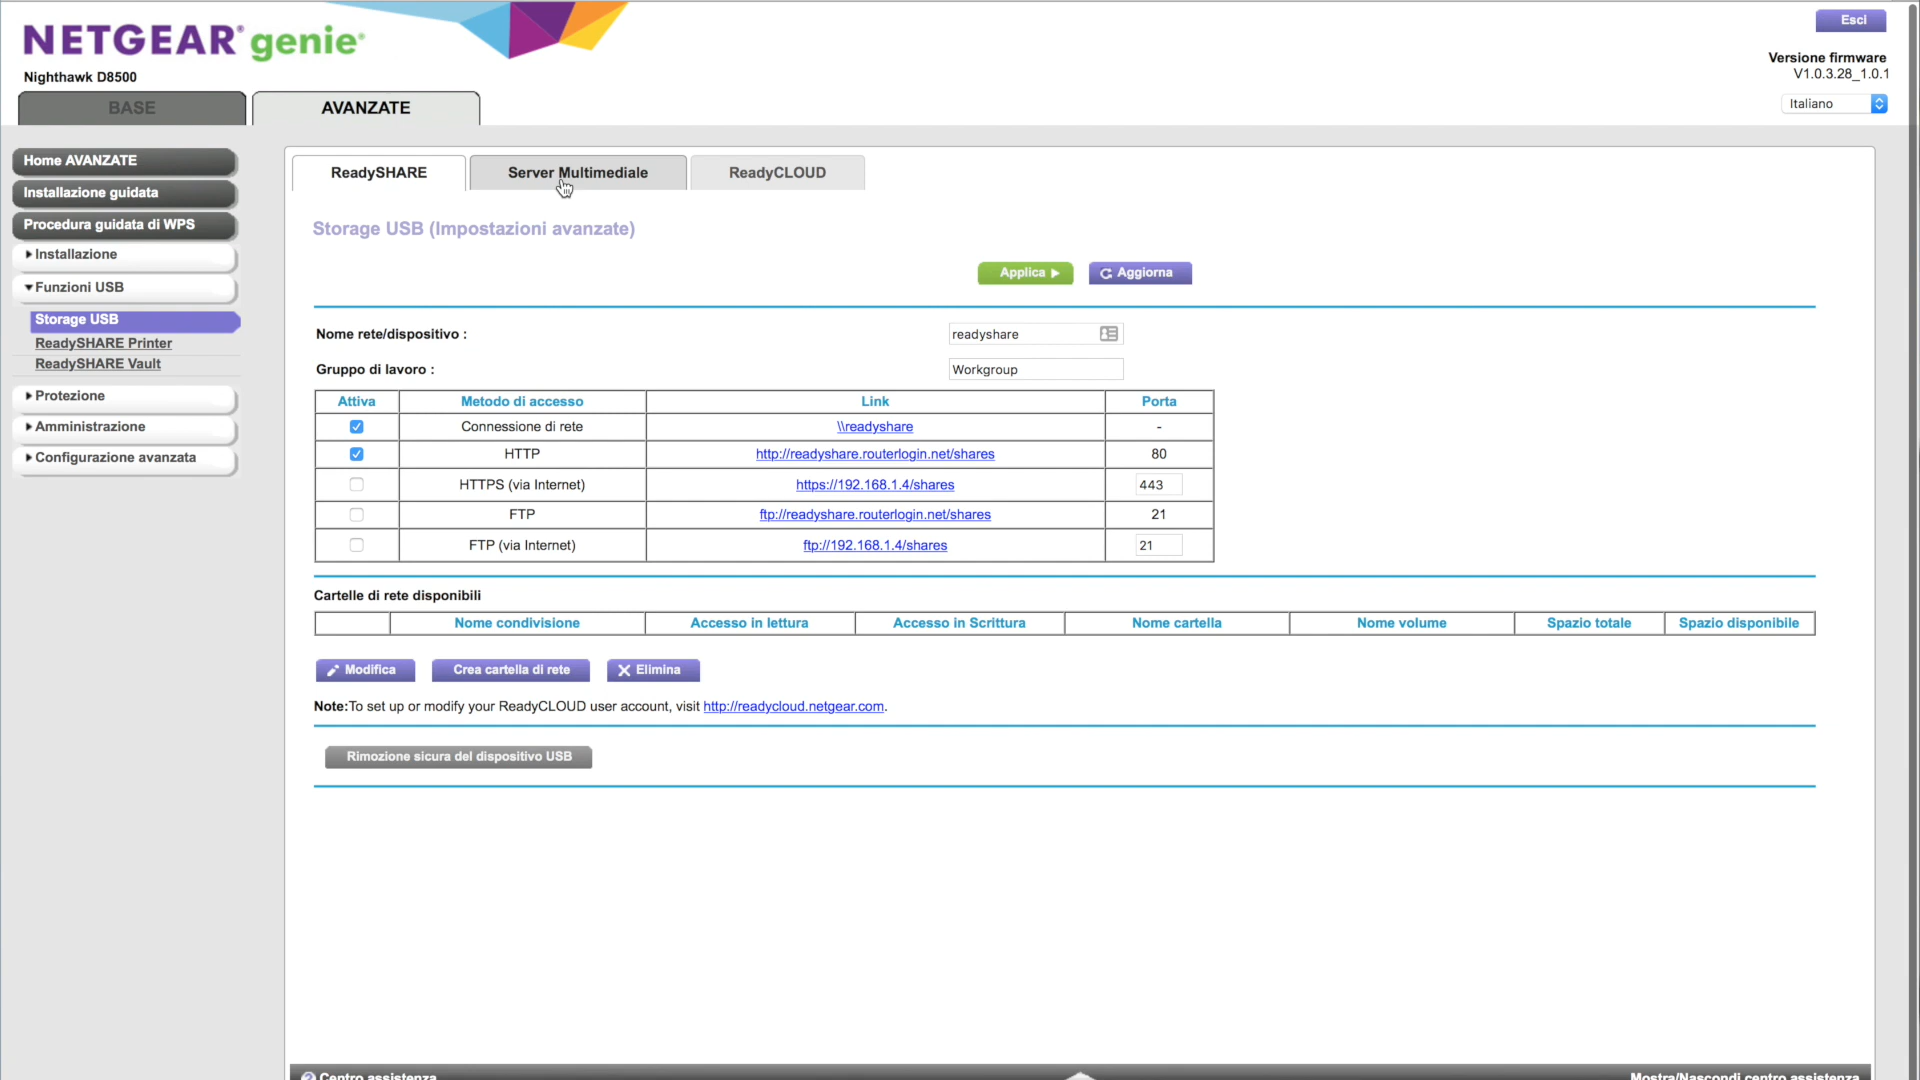 NETGEAR® genie®
Esci
Nighthawk D8500
Versione firmware
V1.0.3.28_1.0.1
Italiano
BASE
AVANZATE
Home AVANZATE
Installazione guidata
Procedura guidata di WPS
Installazione
Funzioni USB
Storage USB
ReadySHARE Printer
ReadySHARE Vault
Protezione
Amministrazione
Configurazione avanzata
ReadySHARE
Server Multimediale
ReadyCLOUD
Storage USB (Impostazioni avanzate)
Applica
Aggiorna
Nome rete/dispositivo :
readyshare
Gruppo di lavoro :
Workgroup
Attiva Metodo di accesso Link Porta
Connessione di rete \\readyshare -
HTTP http://readyshare.routerlogin.net/shares 80
HTTPS (via Internet) https://192.168.1.4/shares 443
FTP ftp://readyshare.routerlogin.net/shares 21
FTP (via Internet) ftp://192.168.1.4/shares 21
Cartelle di rete disponibili
Nome condivisione Accesso in lettura Accesso in Scrittura Nome cartella Nome volume Spazio totale Spazio disponibile
Modifica
Crea cartella di rete
Elimina
Note:To set up or modify your ReadyCLOUD user account, visit http://readycloud.netgear.com.
Rimozione sicura del dispositivo USB
Centro assistenza
Mostra/Nascondi centro assistenza